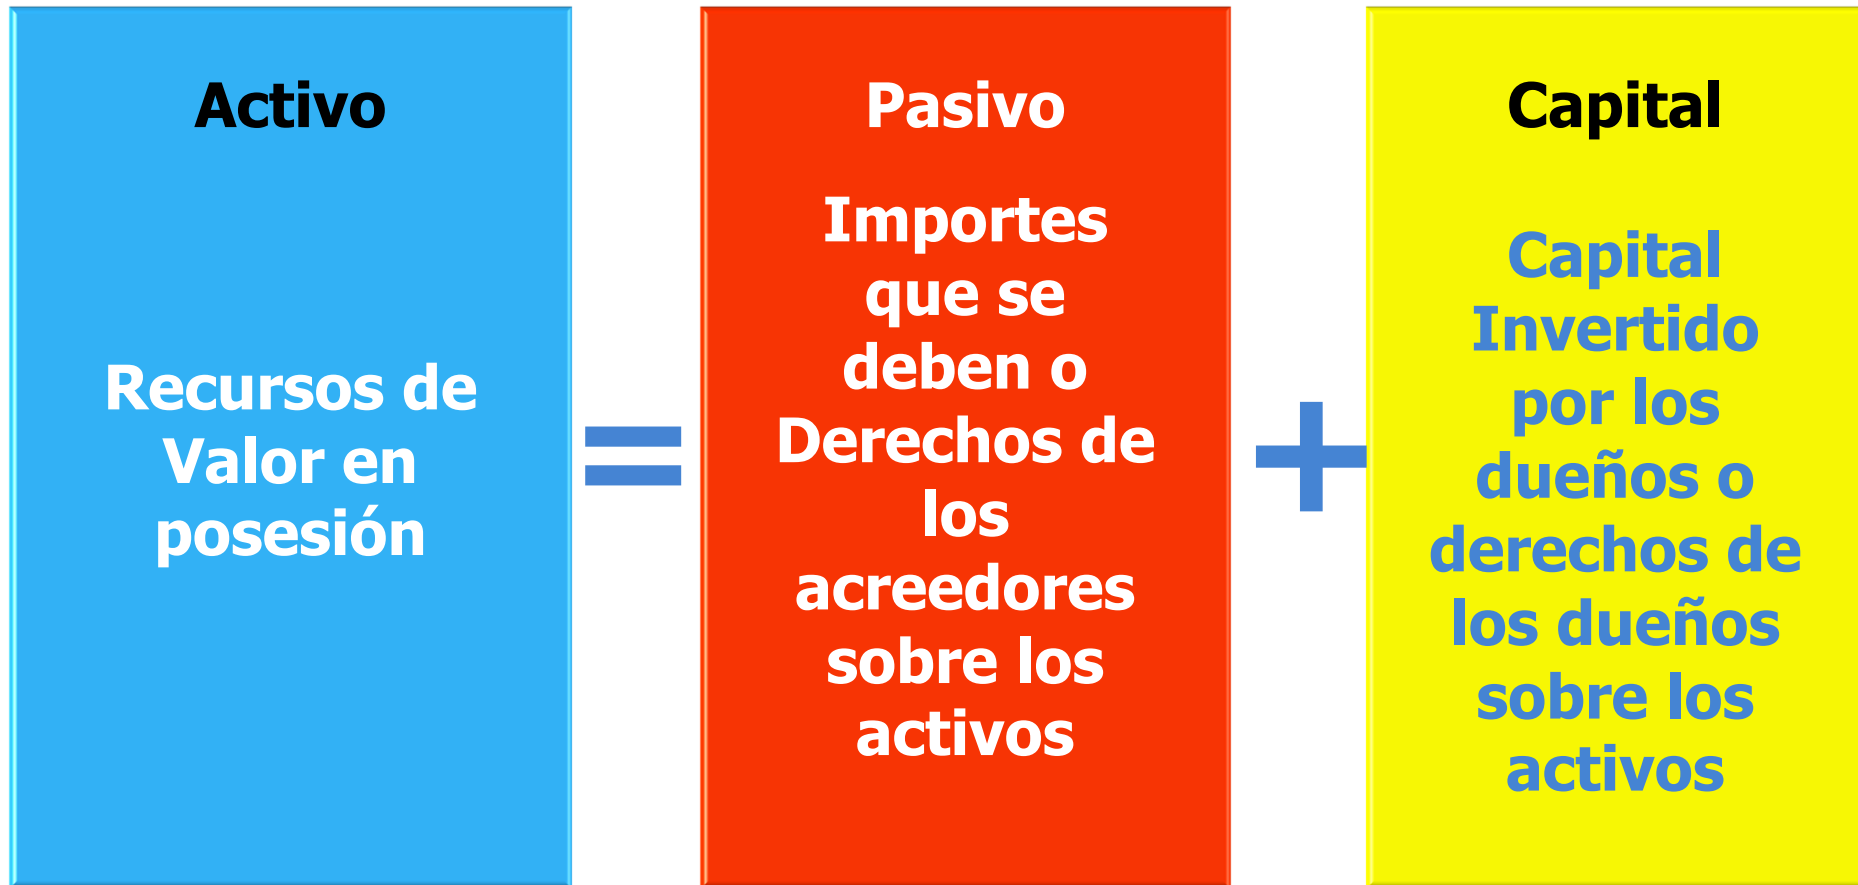 Activo
Recursos de
Valor en
posesión
=
Pasivo
Importes
que se
deben o
Derechos de
los
acreedores
sobre los
activos
+
Capital
Capital
Invertido
por los
dueños o
derechos de
los dueños
sobre los
activos